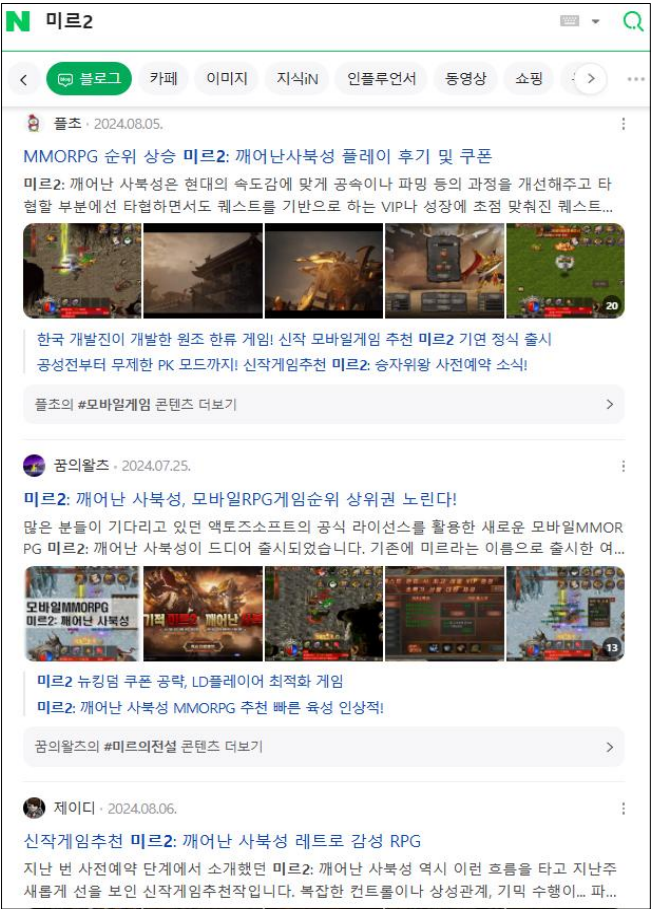 N 미르2
블로그 카페 이미지 지식iN 인플루언서 동영상 쇼핑
플초 · 2024.08.05.
MMORPG 순위 상승 미르2: 깨어난사북성 플레이 후기 및 쿠폰
미르2: 깨어난 사북성은 현대의 속도감에 맞게 공속이나 파밍 등의 과정을 개선해주고 타
협할 부분에선 타협하면서도 퀘스트를 기반으로 하는 VIP나 성장에 초점 맞춰진 퀘스트...
20
한국 개발진이 개발한 원조 한류 게임! 신작 모바일게임 추천 미르2 기연 정식 출시
공성전부터 무제한 PK 모드까지! 신작게임추천 미르2: 승자위왕 사전예약 소식!
플초의 #모바일게임 콘텐츠 더보기
꿈의왈츠 · 2024.07.25.
미르2: 깨어난 사북성, 모바일RPG게임순위 상위권 노린다!
많은 분들이 기다리고 있던 액토즈소프트의 공식 라이선스를 활용한 새로운 모바일MMOR
PG 미르2: 깨어난 사북성이 드디어 출시되었습니다. 기존에 미르라는 이름으로 출시한 여...
모바일MMORPG
미르2: 깨어난 사북성
기적 미르2 깨어난
13
미르2 뉴킹덤 쿠폰 공략, LD플레이어 최적화 게임
미르2: 깨어난 사북성 MMORPG 추천 빠른 육성 인상적!
꿈의왈츠의 #미르의전설 콘텐츠 더보기
제이디 · 2024.08.06.
신작게임추천 미르2: 깨어난 사북성 레트로 감성 RPG
지난 번 사전예약 단계에서 소개했던 미르2: 깨어난 사북성 역시 이런 흐름을 타고 지난주
새롭게 선을 보인 신작게임추천작입니다. 복잡한 컨트롤이나 상성관계, 기믹 수행이... 파...